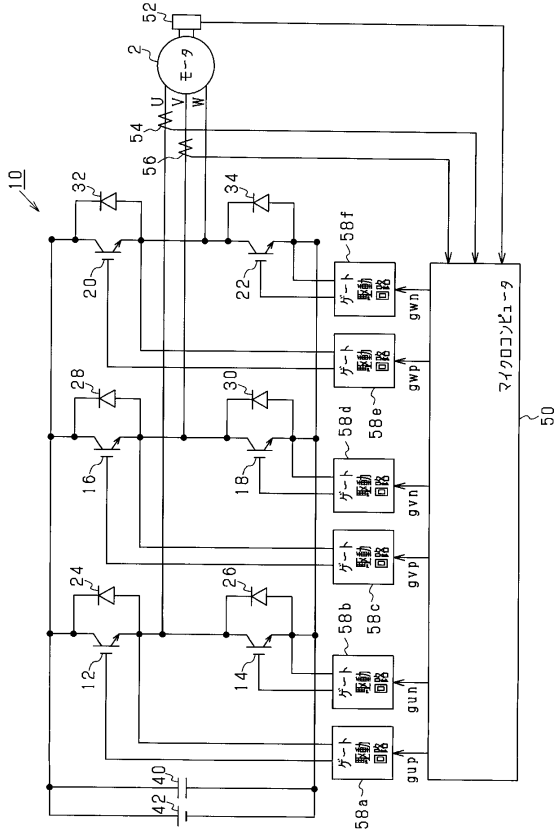 10
52
2
モータ
U
V
W
54
56
32
20
34
22
28
16
30
18
24
12
26
14
42
40
58a
ゲート
駆動
回路
58b
ゲート
駆動
回路
58c
ゲート
駆動
回路
58d
ゲート
駆動
回路
58e
ゲート
駆動
回路
58f
ゲート
駆動
回路
gup
gun
gvp
gvn
gwp
gwn
マイクロコンピュータ
50